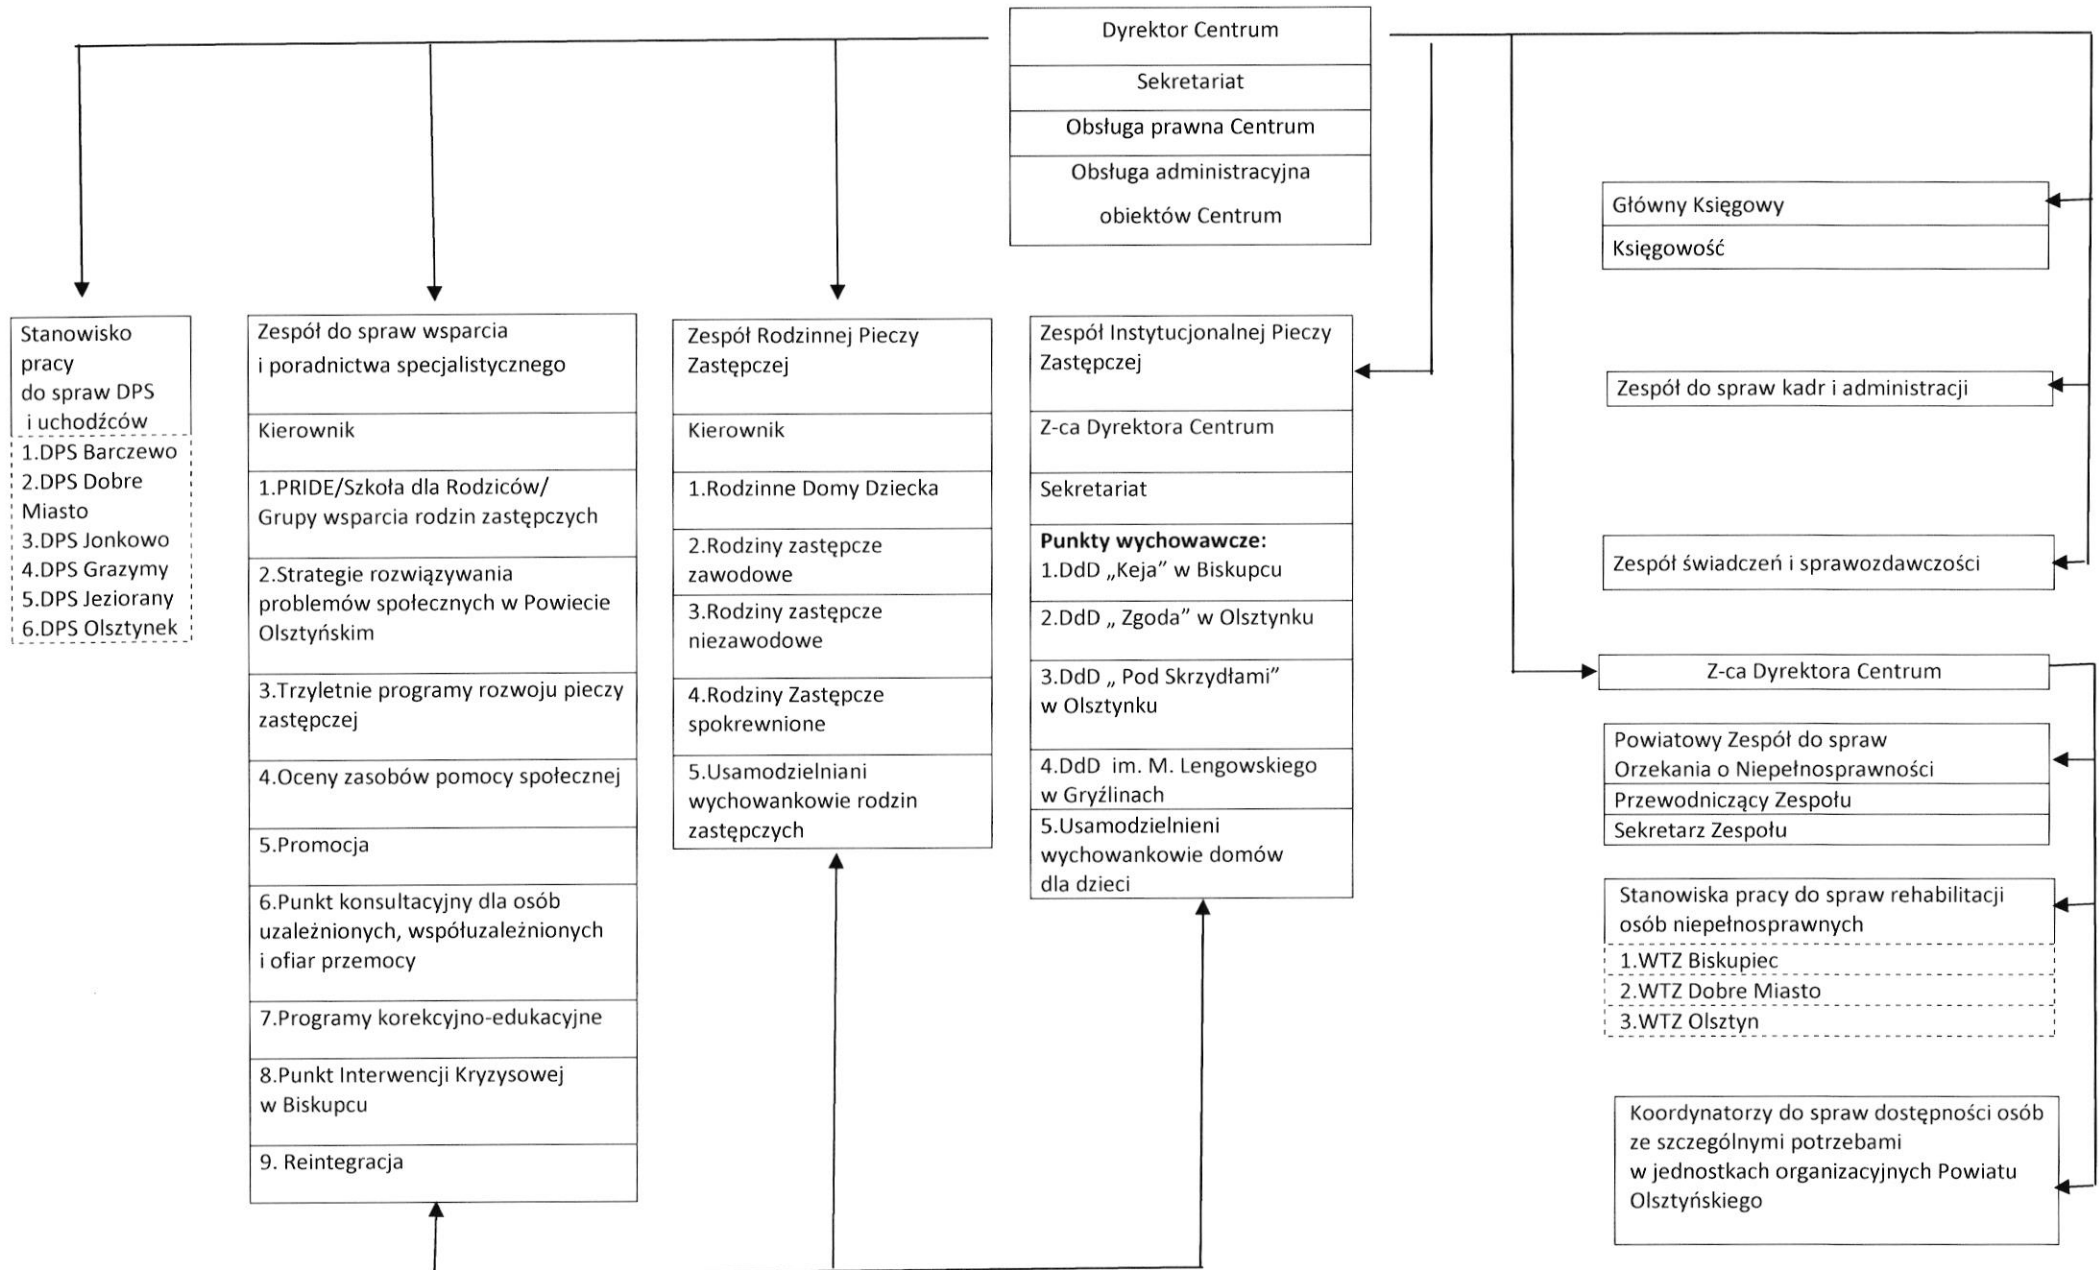 Dyrektor Centrum
Sekretariat
Obsługa prawna Centrum
Obsługa administracyjna
obiektów Centrum
Stanowisko
pracy
do spraw DPS
i uchodźców
1.DPS Barczewo
2.DPS Dobre
Miasto
3.DPS Jonkowo
4.DPS Grazymy
5.DPS Jeziorany
6.DPS Olsztynek
Zespół do spraw wsparcia
i poradnictwa specjalistycznego
Kierownik
1.PRIDE/Szkoła dla Rodziców/
Grupy wsparcia rodzin zastępczych
2.Strategie rozwiązywania
problemów społecznych w Powiecie
Olsztyńskim
3.Trzyletnie programy rozwoju pieczy
zastępczej
4.Oceny zasobów pomocy społecznej
5.Promocja
6.Punkt konsultacyjny dla osób
uzależnionych, współuzależnionych
i ofiar przemocy
7.Programy korekcyjno-edukacyjne
8.Punkt Interwencji Kryzysowej
w Biskupcu
9. Reintegracja
Zespół Rodzinnej Pieczy
Zastępczej
Kierownik
1.Rodzinne Domy Dziecka
2.Rodziny zastępcze
zawodowe
3.Rodziny zastępcze
niezawodowe
4.Rodziny Zastępcze
spokrewnione
5.Usamodzielniani
wychowankowie rodzin
zastępczych
Zespół Instytucjonalnej Pieczy
Zastępczej
Z-ca Dyrektora Centrum
Sekretariat
Punkty wychowawcze:
1.DdD „Keja” w Biskupcu
2.DdD „ Zgoda” w Olsztynku
3.DdD „ Pod Skrzydłami”
w Olsztynku
4.DdD im. M. Lengowskiego
w Gryźlinach
5.Usamodzielnieni
wychowankowie domów
dla dzieci
Główny Księgowy
Księgowość
Zespół do spraw kadr i administracji
Zespół świadczeń i sprawozdawczości
Z-ca Dyrektora Centrum
Powiatowy Zespół do spraw
Orzekania o Niepełnosprawności
Przewodniczący Zespołu
Sekretarz Zespołu
Stanowiska pracy do spraw rehabilitacji
osób niepełnosprawnych
1.WTZ Biskupiec
2.WTZ Dobre Miasto
3.WTZ Olsztyn
Koordynatorzy do spraw dostępności osób
ze szczególnymi potrzebami
w jednostkach organizacyjnych Powiatu
Olsztyńskiego